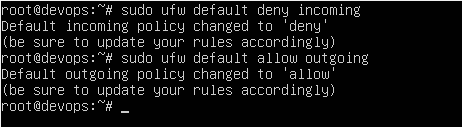 root@devops:~# sudo ufw default deny incoming
Default incoming policy changed to 'deny'
(be sure to update your rules accordingly)
root@devops:~# sudo ufw default allow outgoing
Default outgoing policy changed to 'allow'
(be sure to update your rules accordingly)
root@devops:~# _